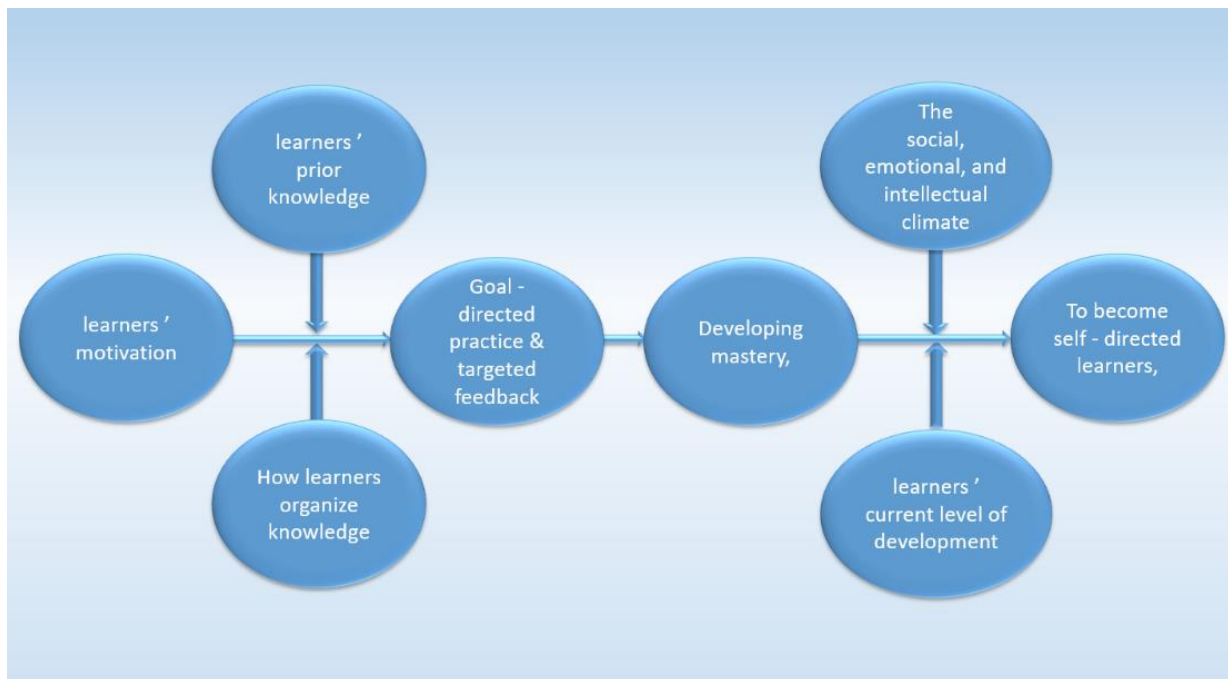 learners ’
prior
knowledge
The
social,
emotional, and
intellectual
climate
learners ’
motivation
Goal -
directed
practice &
targeted
feedback
Developing
mastery,
To become
self - directed
learners,
How learners
organize
knowledge
learners ’
current level of
development